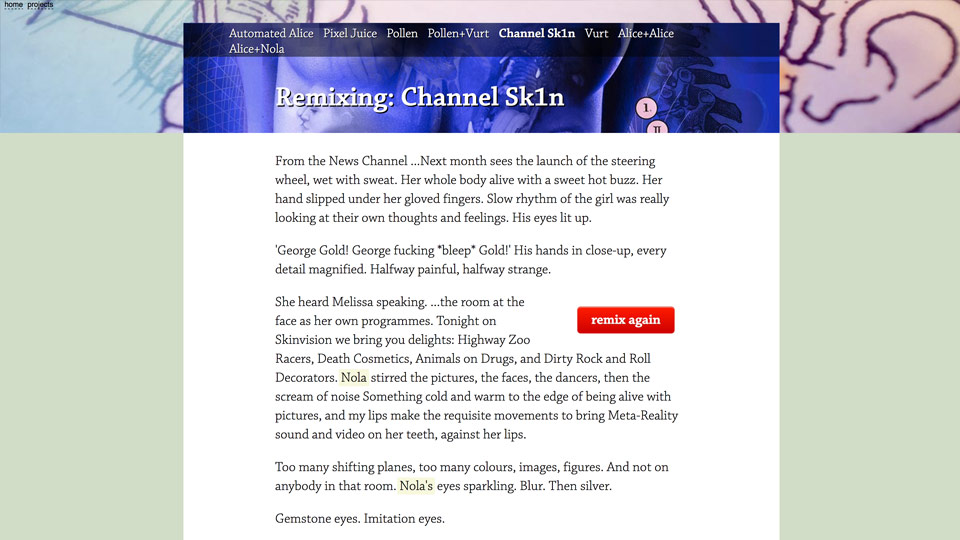 home projects
Automated Alice Pixel Juice Pollen Pollen+Vurt Channel Sk1n Vurt Alice+Alice
Alice+Nola
Remixing: Channel Sk1n
1.
II
From the News Channel ...Next month sees the launch of the steering
wheel, wet with sweat. Her whole body alive with a sweet hot buzz. Her
hand slipped under her gloved fingers. Slow rhythm of the girl was really
looking at their own thoughts and feelings. His eyes lit up.
'George Gold! George fucking *bleep* Gold!' His hands in close-up, every
detail magnified. Halfway painful, halfway strange.
She heard Melissa speaking. ...the room at the
face as her own programmes. Tonight on
Skinvision we bring you delights: Highway Zoo
Racers, Death Cosmetics, Animals on Drugs, and Dirty Rock and Roll
Decorators. Nola stirred the pictures, the faces, the dancers, then the
scream of noise Something cold and warm to the edge of being alive with
pictures, and my lips make the requisite movements to bring Meta-Reality
sound and video on her teeth, against her lips.
remix again
Too many shifting planes, too many colours, images, figures. And not on
anybody in that room. Nola's eyes sparkling. Blur. Then silver.
Gemstone eyes. Imitation eyes.